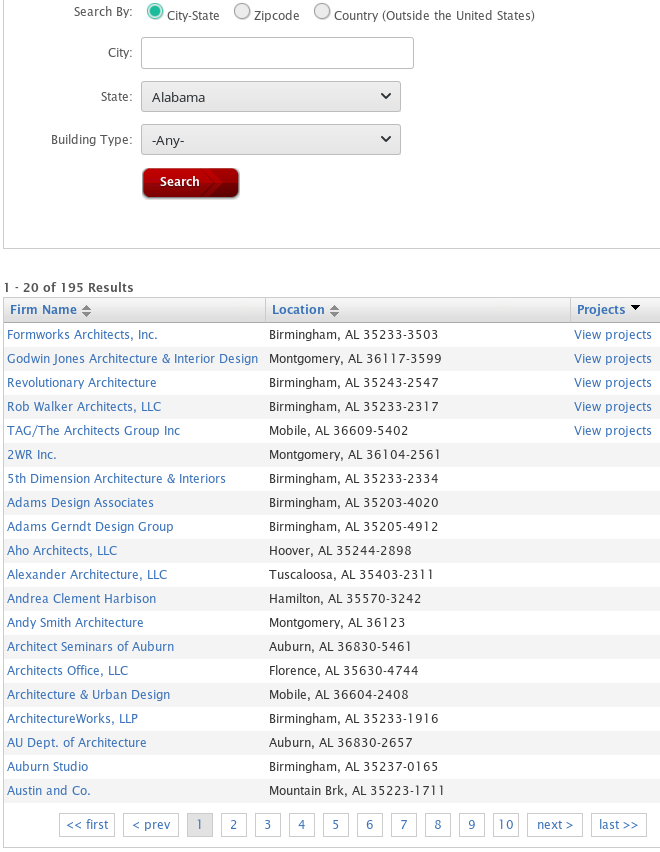 Search By: City-State Zipcode Country (Outside the United States)
City:
State: Alabama
Building Type: -Any-
Search
1 - 20 of 195 Results
Firm Name Location Projects
Formworks Architects, Inc. Birmingham, AL 35233-3503 View projects
Godwin Jones Architecture & Interior Design Montgomery, AL 36117-3599 View projects
Revolutionary Architecture Birmingham, AL 35243-2547 View projects
Rob Walker Architects, LLC Birmingham, AL 35233-2317 View projects
TAG/The Architects Group Inc Mobile, AL 36609-5402 View projects
2WR Inc. Montgomery, AL 36104-2561
5th Dimension Architecture & Interiors Birmingham, AL 35233-2334
Adams Design Associates Birmingham, AL 35203-4020
Adams Gerndt Design Group Birmingham, AL 35205-4912
Aho Architects, LLC Hoover, AL 35244-2898
Alexander Architecture, LLC Tuscaloosa, AL 35403-2311
Andrea Clement Harbison Hamilton, AL 35570-3242
Andy Smith Architecture Montgomery, AL 36123
Architect Seminars of Auburn Auburn, AL 36830-5461
Architects Office, LLC Florence, AL 35630-4744
Architecture & Urban Design Mobile, AL 36604-2408
ArchitectureWorks, LLP Birmingham, AL 35233-1916
AU Dept. of Architecture Auburn, AL 36830-2657
Auburn Studio Birmingham, AL 35237-0165
Austin and Co. Mountain Brk, AL 35223-1711
<< first < prev 1 2 3 4 5 6 7 8 9 10 next > last >>